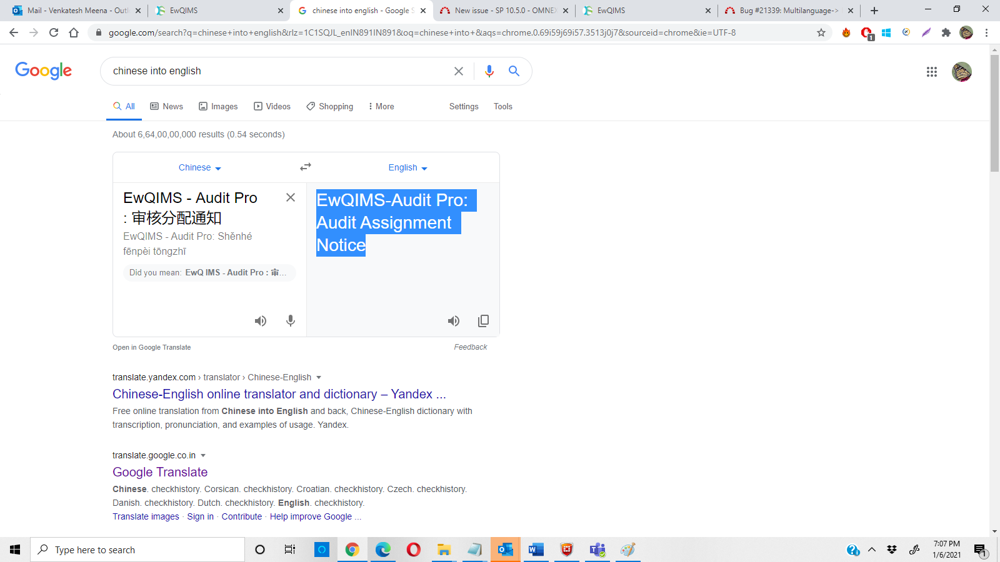 Mail - Venkatesh Meena - Outl
EwQIMS
chinese into english - Google S
New issue - SP 10.5.0 - OMNEX
EwQIMS
Bug #21339: Multilanguage->
google.com/search?q=chinese+into+english&rlz=1C1SQJL_enIN891IN891&oq=chinese+into+&aqs=chrome.0.69i59j69i57.3513j0j7&sourceid=chrome&ie=UTF-8
1
Google
chinese into english
All
News
Images
Videos
Shopping
More
Settings
Tools
About 6,64,00,00,000 results (0.54 seconds)
Chinese
English
EwQIMS - Audit Pro
: 审核分配通知
EwQIMS - Audit Pro: Shěnhé
fēnpèi tōngzhī
Did you mean: EwQ IMS - Audit Pro : 审...
EwQIMS-Audit Pro:
Audit Assignment
Notice
Open in Google Translate
Feedback
translate.yandex.com › translator › Chinese-English
Chinese-English online translator and dictionary – Yandex ...
Free online translation from Chinese into English and back, Chinese-English dictionary with
transcription, pronunciation, and examples of usage. Yandex.
translate.google.co.in
Google Translate
Chinese. checkhistory. Corsican. checkhistory. Croatian. checkhistory. Czech. checkhistory.
Danish. checkhistory. Dutch. checkhistory. English. checkhistory.
Translate images · Sign in · Contribute · Help improve Google ...
Type here to search
7:07 PM
1/6/2021
1